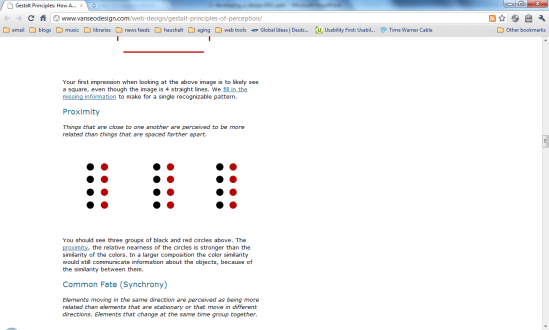 Gestalt Principles: How A...
www.vanseodesign.com/web-design/gestalt-principles-of-perception/
email blogs music libraries news feeds haushalt aging web tools Global Ideas | Deuts... Usability First: Usabil... Time Warner Cable Other bookmarks
Your first impression when looking at the above image is to likely see
a square, even though the image is 4 straight lines. We fill in the
missing information to make for a single recognizable pattern.
Proximity
Things that are close to one another are perceived to be more
related than things that are spaced farther apart.
You should see three groups of black and red circles above. The
proximity, the relative nearness of the circles is stronger than the
similarity of the colors. In a larger composition the color similarity
would still communicate information about the objects, because of
the similarity between them.
Common Fate (Synchrony)
Elements moving in the same direction are perceived as being more
related than elements that are stationary or that move in different
directions. Elements that change at the same time group together.